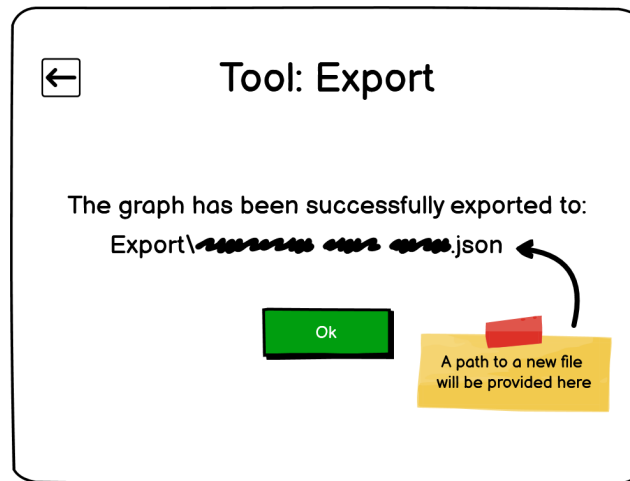 Tool: Export
The graph has been successfully exported to:
Export\ .json
Ok
A path to a new file
will be provided here